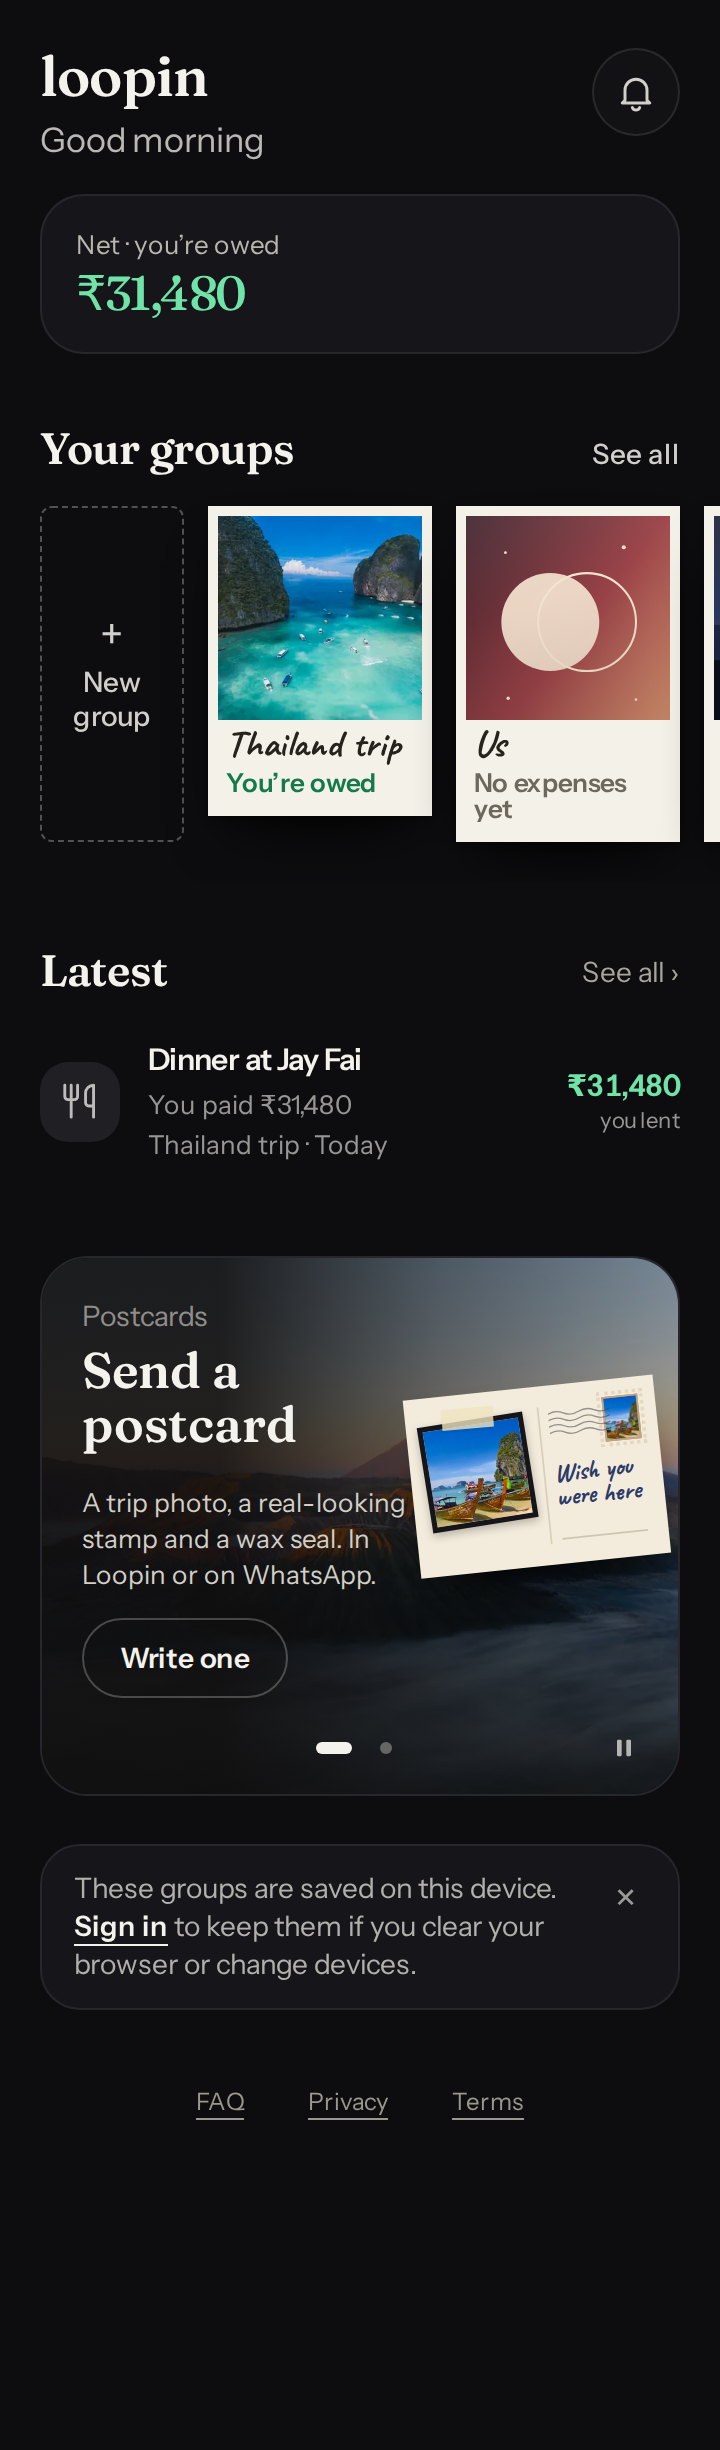 loopin
Good morning
Net · you’re owed
₹31,480
Your groups
See all
+
New
group
Thailand trip
You’re owed
Us
No expenses
yet
Latest
See all ›
Dinner at Jay Fai
You paid ₹31,480
Thailand trip · Today
₹31,480
you lent
Postcards
Send a
postcard
A trip photo, a real-looking
stamp and a wax seal. In
Loopin or on WhatsApp.
Wish you
were here
Write one
These groups are saved on this device.
Sign in to keep them if you clear your
browser or change devices.
FAQ
Privacy
Terms